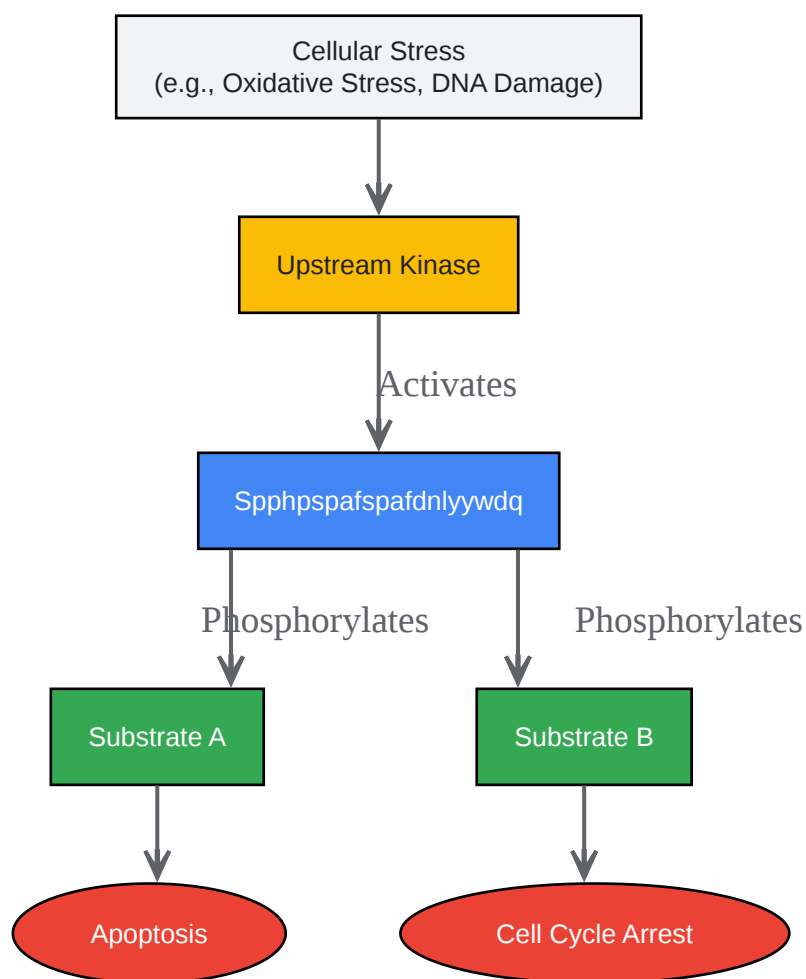 Cellular Stress
(e.g., Oxidative Stress, DNA Damage)
Upstream Kinase
Activates
Spphpspafspafdnlyywdq
Phosphorylates
Phosphorylates
Substrate A
Substrate B
Apoptosis
Cell Cycle Arrest